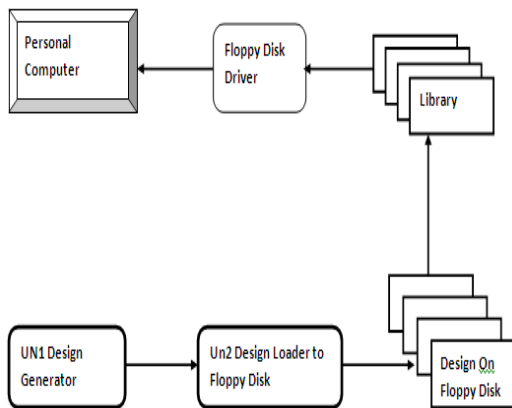 Personal
Computer
Floppy Disk
Driver
Library
UN1 Design
Generator
Un2 Design Loader to
Floppy Disk
Design On
Floppy Disk